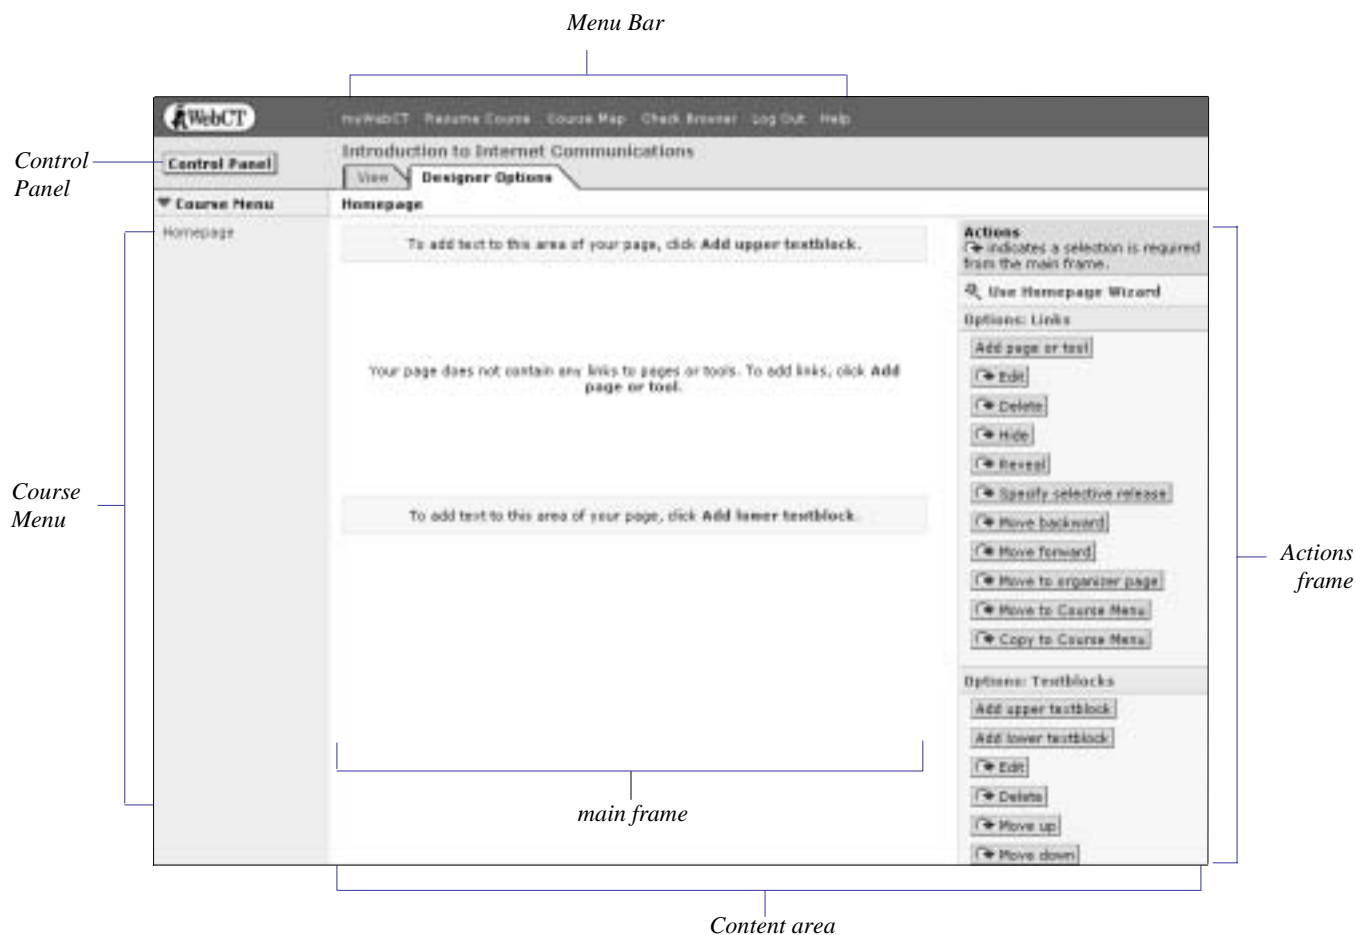 Menu Bar
WebCT
myWebCT Resume Course Course Map Check Browser Log Out Help
Control
Panel
Control Panel
Introduction to Internet Communications
View Designer Options
Course Menu
Homepage
Homepage
To add text to this area of your page, click Add upper textblock.
Actions
indicates a selection is required
from the main frame.
Use Homepage Wizard
Options: Links
Add page or tool
Your page does not contain any links to pages or tools. To add links, click Add
page or tool.
Edit
Delete
Hide
Reveal
Course
Menu
Specify selective release
To add text to this area of your page, click Add lower textblock.
Move backward
Move forward
Actions
frame
Move to organizer page
Move to Course Menu
Copy to Course Menu
Options: Textblocks
Add upper textblock
Add lower textblock
Edit
Delete
main frame
Move up
Move down
Content area